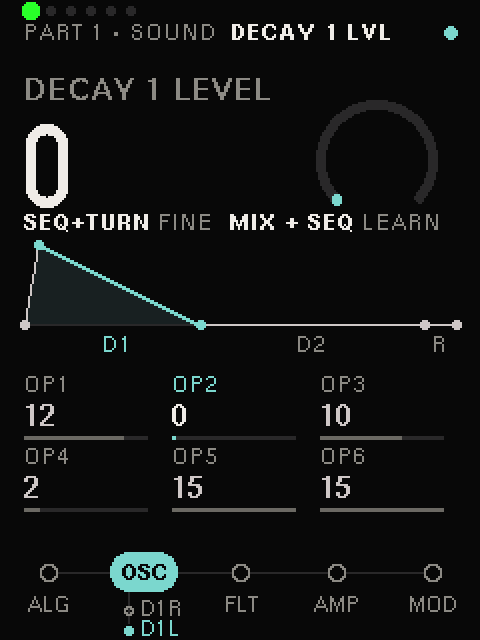 PART 1 · SOUND DECAY 1 LVL
DECAY 1 LEVEL
0
SEQ+TURN FINE MIX + SEQ LEARN
D1 D2 R
OP1 OP2 OP3
12 0 10
OP4 OP5 OP6
2 15 15
OSC
ALG FLT AMP MOD
D1R
D1L